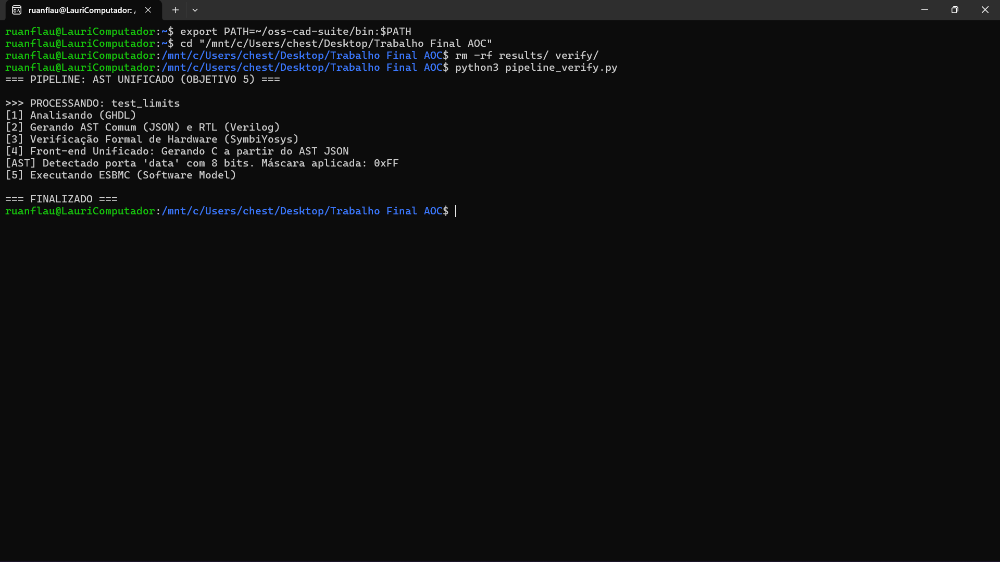 ruanflau@LauriComputador: /
ruanflau@LauriComputador:~$ export PATH=~/oss-cad-suite/bin:$PATH
ruanflau@LauriComputador:~$ cd "/mnt/c/Users/chest/Desktop/Trabalho Final AOC"
ruanflau@LauriComputador:/mnt/c/Users/chest/Desktop/Trabalho Final AOC$ rm -rf results/ verify/
ruanflau@LauriComputador:/mnt/c/Users/chest/Desktop/Trabalho Final AOC$ python3 pipeline_verify.py
=== PIPELINE: AST UNIFICADO (OBJETIVO 5) ===
>>> PROCESSANDO: test_limits
[1] Analisando (GHDL)
[2] Gerando AST Comum (JSON) e RTL (Verilog)
[3] Verificação Formal de Hardware (SymbiYosys)
[4] Front-end Unificado: Gerando C a partir do AST JSON
[AST] Detectado porta 'data' com 8 bits. Máscara aplicada: 0xFF
[5] Executando ESBMC (Software Model)
=== FINALIZADO ===
ruanflau@LauriComputador:/mnt/c/Users/chest/Desktop/Trabalho Final AOC$